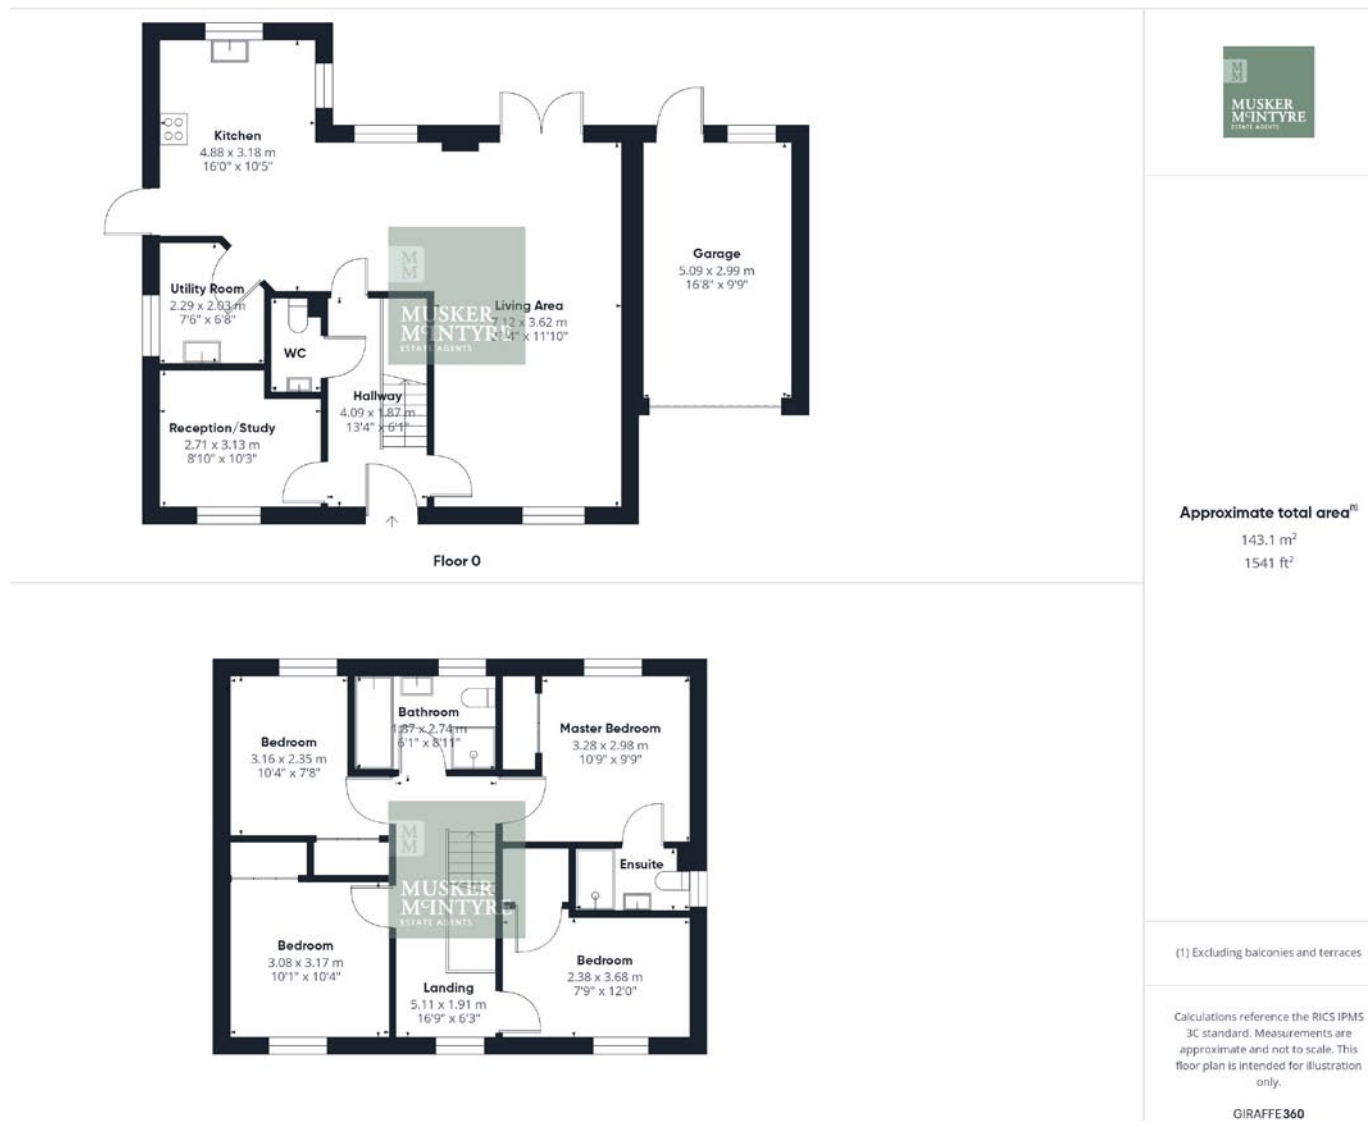 Kitchen
4.88 x 3.18 m
16'0" x 10'5"
Utility Room
2.29 x 2.03 m
7'6" x 6'8"
WC
Reception/Study
2.71 x 3.13 m
8'10" x 10'3"
Hallway
4.09 x 1.87 m
13'4" x 6'1"
Living Area
7.12 x 3.62 m
x 11'10"
M
M
MUSKER
MCINTYRE
ESTATE AGENTS
Garage
5.09 x 2.99 m
16'8" x 9'9"
Floor 0
Bedroom
3.16 x 2.35 m
10'4" x 7'8"
Bathroom
1.87 x 2.74 m
6'1" x 8'11"
Master Bedroom
3.28 x 2.98 m
10'9" x 9'9"
Ensuite
M
M
MUSKER
MCINTYRE
ESTATE AGENTS
Bedroom
3.08 x 3.17 m
10'1" x 10'4"
Landing
5.11 x 1.91 m
16'9" x 6'3"
Bedroom
2.38 x 3.68 m
7'9" x 12'0"
M
M
MUSKER
MCINTYRE
ESTATE AGENTS
Approximate total area(1)
143.1 m²
1541 ft²
(1) Excluding balconies and terraces
Calculations reference the RICS IPMS
3C standard. Measurements are
approximate and not to scale. This
floor plan is intended for illustration
only.
GIRAFFE360